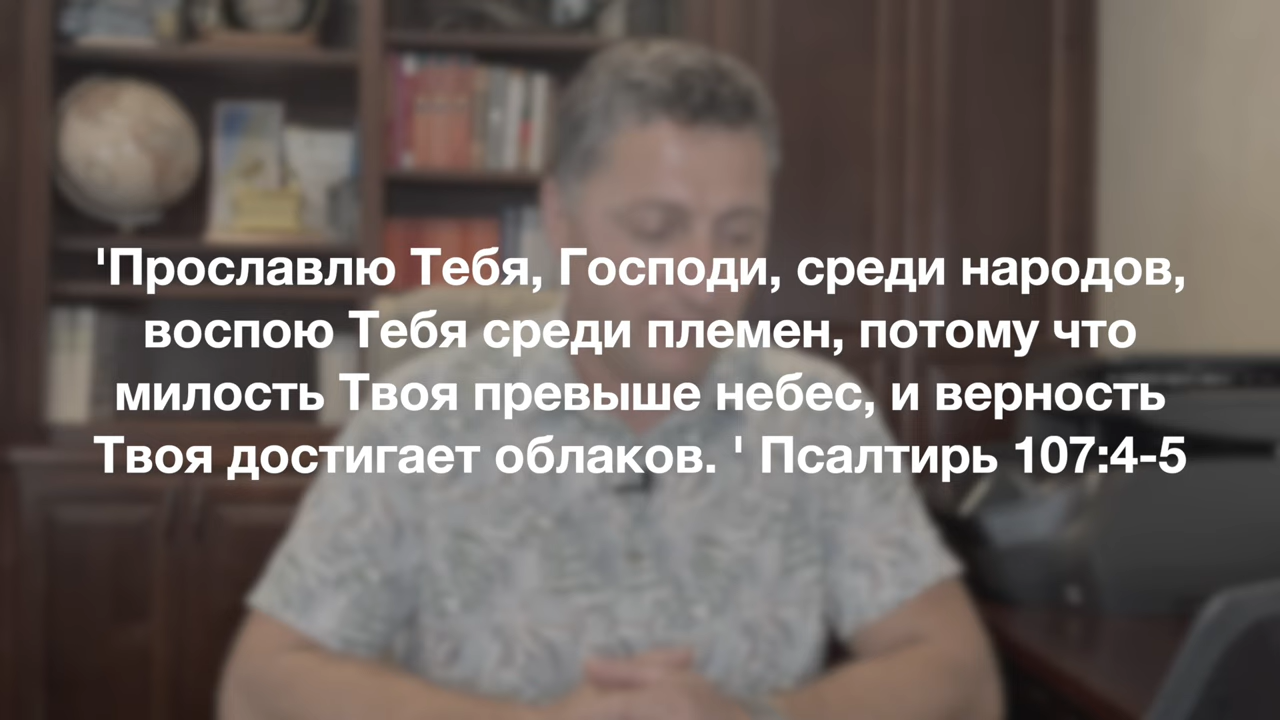 'Прославлю Тебя, Господи, среди народов,
воспою Тебя среди племен, потому что
милость Твоя превыше небес, и верность
Твоя достигает облаков. ' Псалтирь 107:4-5